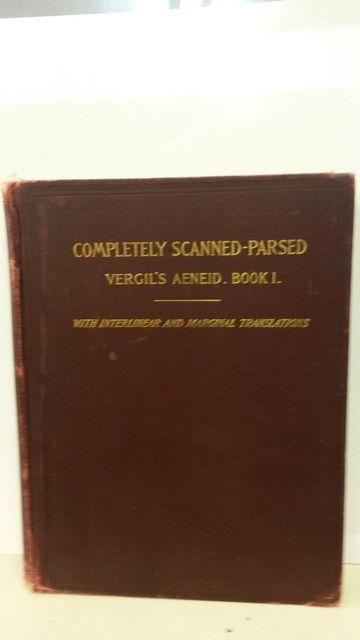 COMPLETELY SCANNED-PARSED
VERGIL'S AENEID. BOOK I.
WITH INTERLINEAR AND MARGINAL TRANSLATIONS